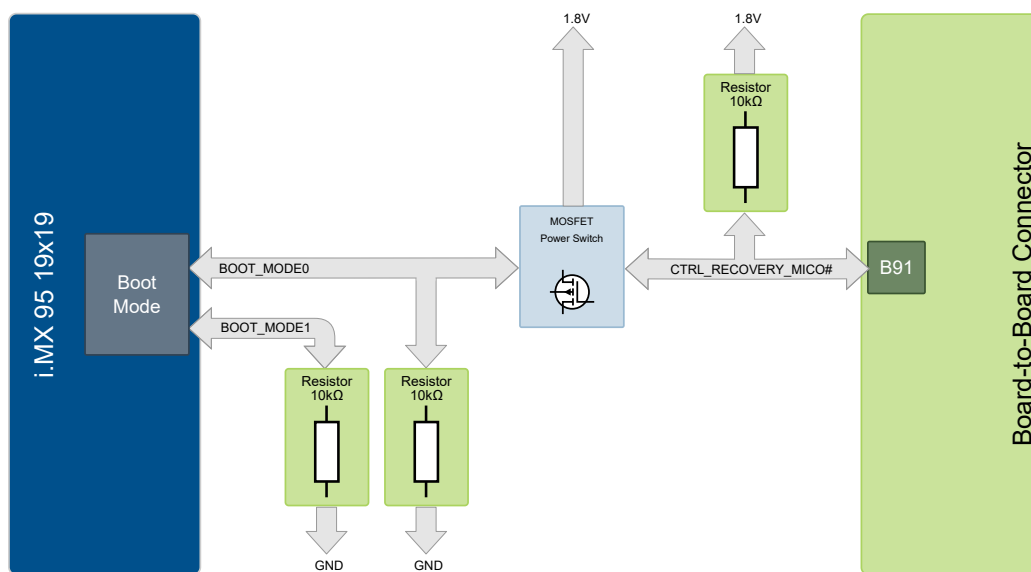 1.8V
1.8V
Resistor
10kΩ
MOSFET
Power Switch
i.MX 95 19x19
Boot
Mode
BOOT_MODE0
BOOT_MODE1
CTRL_RECOVERY_MICO#
B91
Board-to-Board Connector
Resistor
10kΩ
Resistor
10kΩ
GND
GND